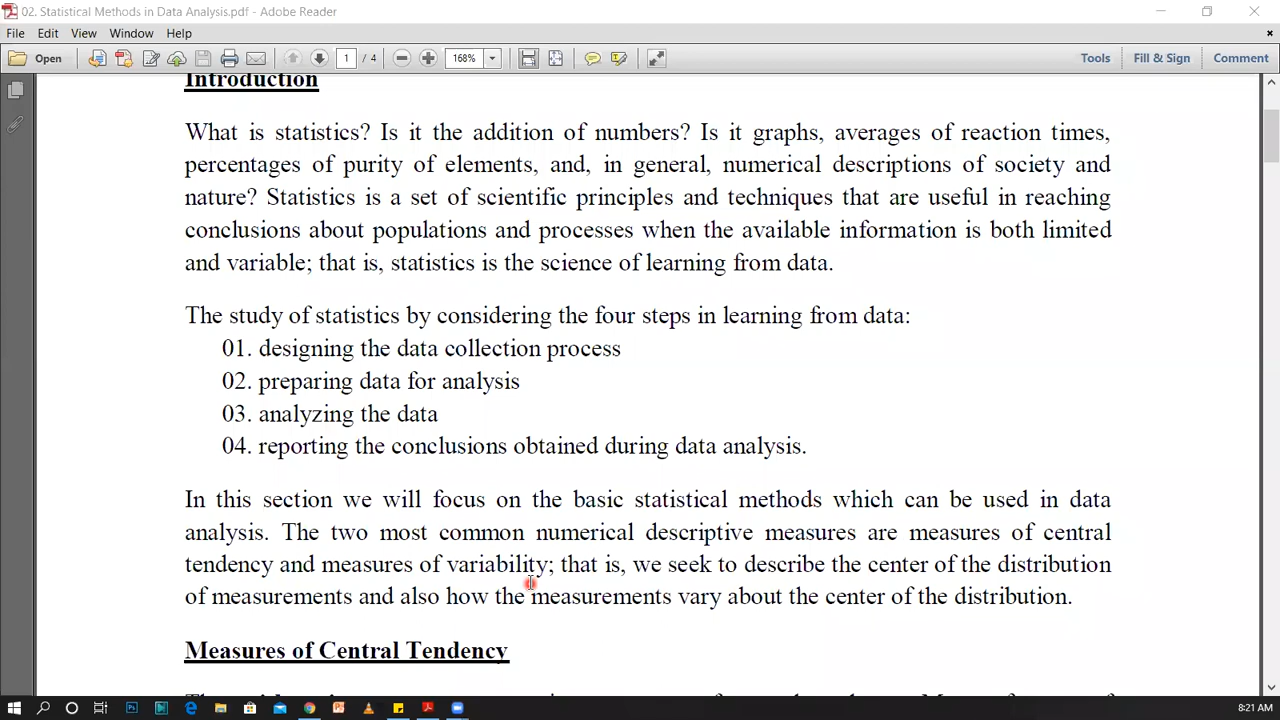 02. Statistical Methods in Data Analysis.pdf - Adobe Reader
File Edit View Window Help
Open 1 / 4 168% Tools Fill & Sign Comment
Introduction
What is statistics? Is it the addition of numbers? Is it graphs, averages of reaction times,
percentages of purity of elements, and, in general, numerical descriptions of society and
nature? Statistics is a set of scientific principles and techniques that are useful in reaching
conclusions about populations and processes when the available information is both limited
and variable; that is, statistics is the science of learning from data.
The study of statistics by considering the four steps in learning from data:
01. designing the data collection process
02. preparing data for analysis
03. analyzing the data
04. reporting the conclusions obtained during data analysis.
In this section we will focus on the basic statistical methods which can be used in data
analysis. The two most common numerical descriptive measures are measures of central
tendency and measures of variability; that is, we seek to describe the center of the distribution
of measurements and also how the measurements vary about the center of the distribution.
Measures of Central Tendency
8:21 AM